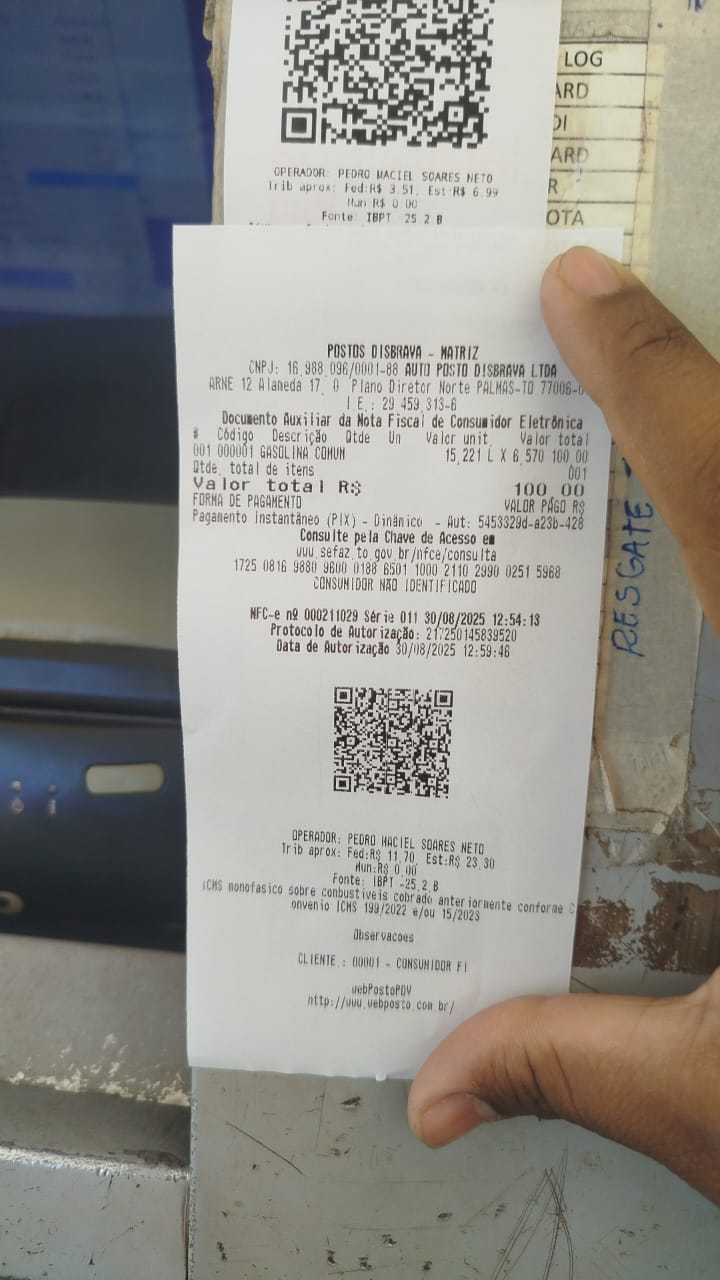 LOG
ARD
DI
ARD
R
OTA
OPERADOR: PEDRO MACIEL SOARES NETO
Trib aprox: Fed:R$ 3.51, Est:R$ 6.99
Mun R$ 0.00
Fonte: IBPT 25 2 B
POSTOS DISBRAVA - MATRIZ
CNPJ: 16.988.096/0001-88 AUTO POSTO DISBRAVA LTDA
ARNE 12 Alameda 17, 0 Plano Diretor Norte PALMAS-TO 77006-
I.E.: 29 459.313-6
Documento Auxiliar da Nota Fiscal de Consumidor Eletrônica
# Código Descrição Qtde Un Valor unit. Valor total
001 000001 GASOLINA COMUN 15,221 L X 6,570 100.00
Qtde. total de itens 001
Valor total R$ 100.00
FORMA DE PAGAMENTO VALOR PAGO R$
Pagamento Instantâneo (PIX) - Dinâmico - Aut: 5453329d-a23b-428
Consulte pela Chave de Acesso em
www.sefaz.to.gov.br/nfce/consulta
1725 0816 9880 9600 0188 6501 1000 2110 2990 0251 5968
CONSUMIDOR NÃO IDENTIFICADO
NFC-e nº 000211029 Série 011 30/08/2025 12:54:13
Protocolo de Autorização: 217250145839520
Data de Autorização 30/08/2025 12:59:46
OPERADOR: PEDRO MACIEL SOARES NETO
Trib aprox: Fed:R$ 11.70 Est:R$ 23.30
Mun:R$ 0.00
Fonte: IBPT -25.2.B
ICMS monofasico sobre combustiveis cobrado anteriormente conforme C
onvenio ICMS 199/2022 e/ou 15/2023
Observacoes
CLIENTE.: 00001 - CONSUMIDOR FI
webPostoPDV
http://www.webposto.com.br/
RESGATE